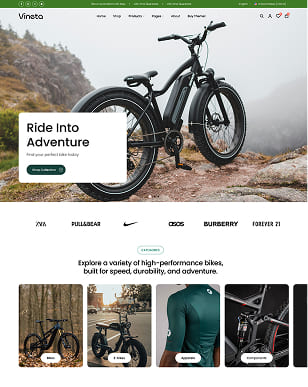 English
Vineta
Home Shop Products Pages About Buy Theme!
Ride Into
Adventure
Find your perfect bike today
Shop Collection
ZARA
PULL&BEAR
asos
BURBERRY
FOREVER 21
Explore a variety of high-performance bikes,
built for speed, durability, and adventure.
Bikes
E-bikes
Apparels
Components